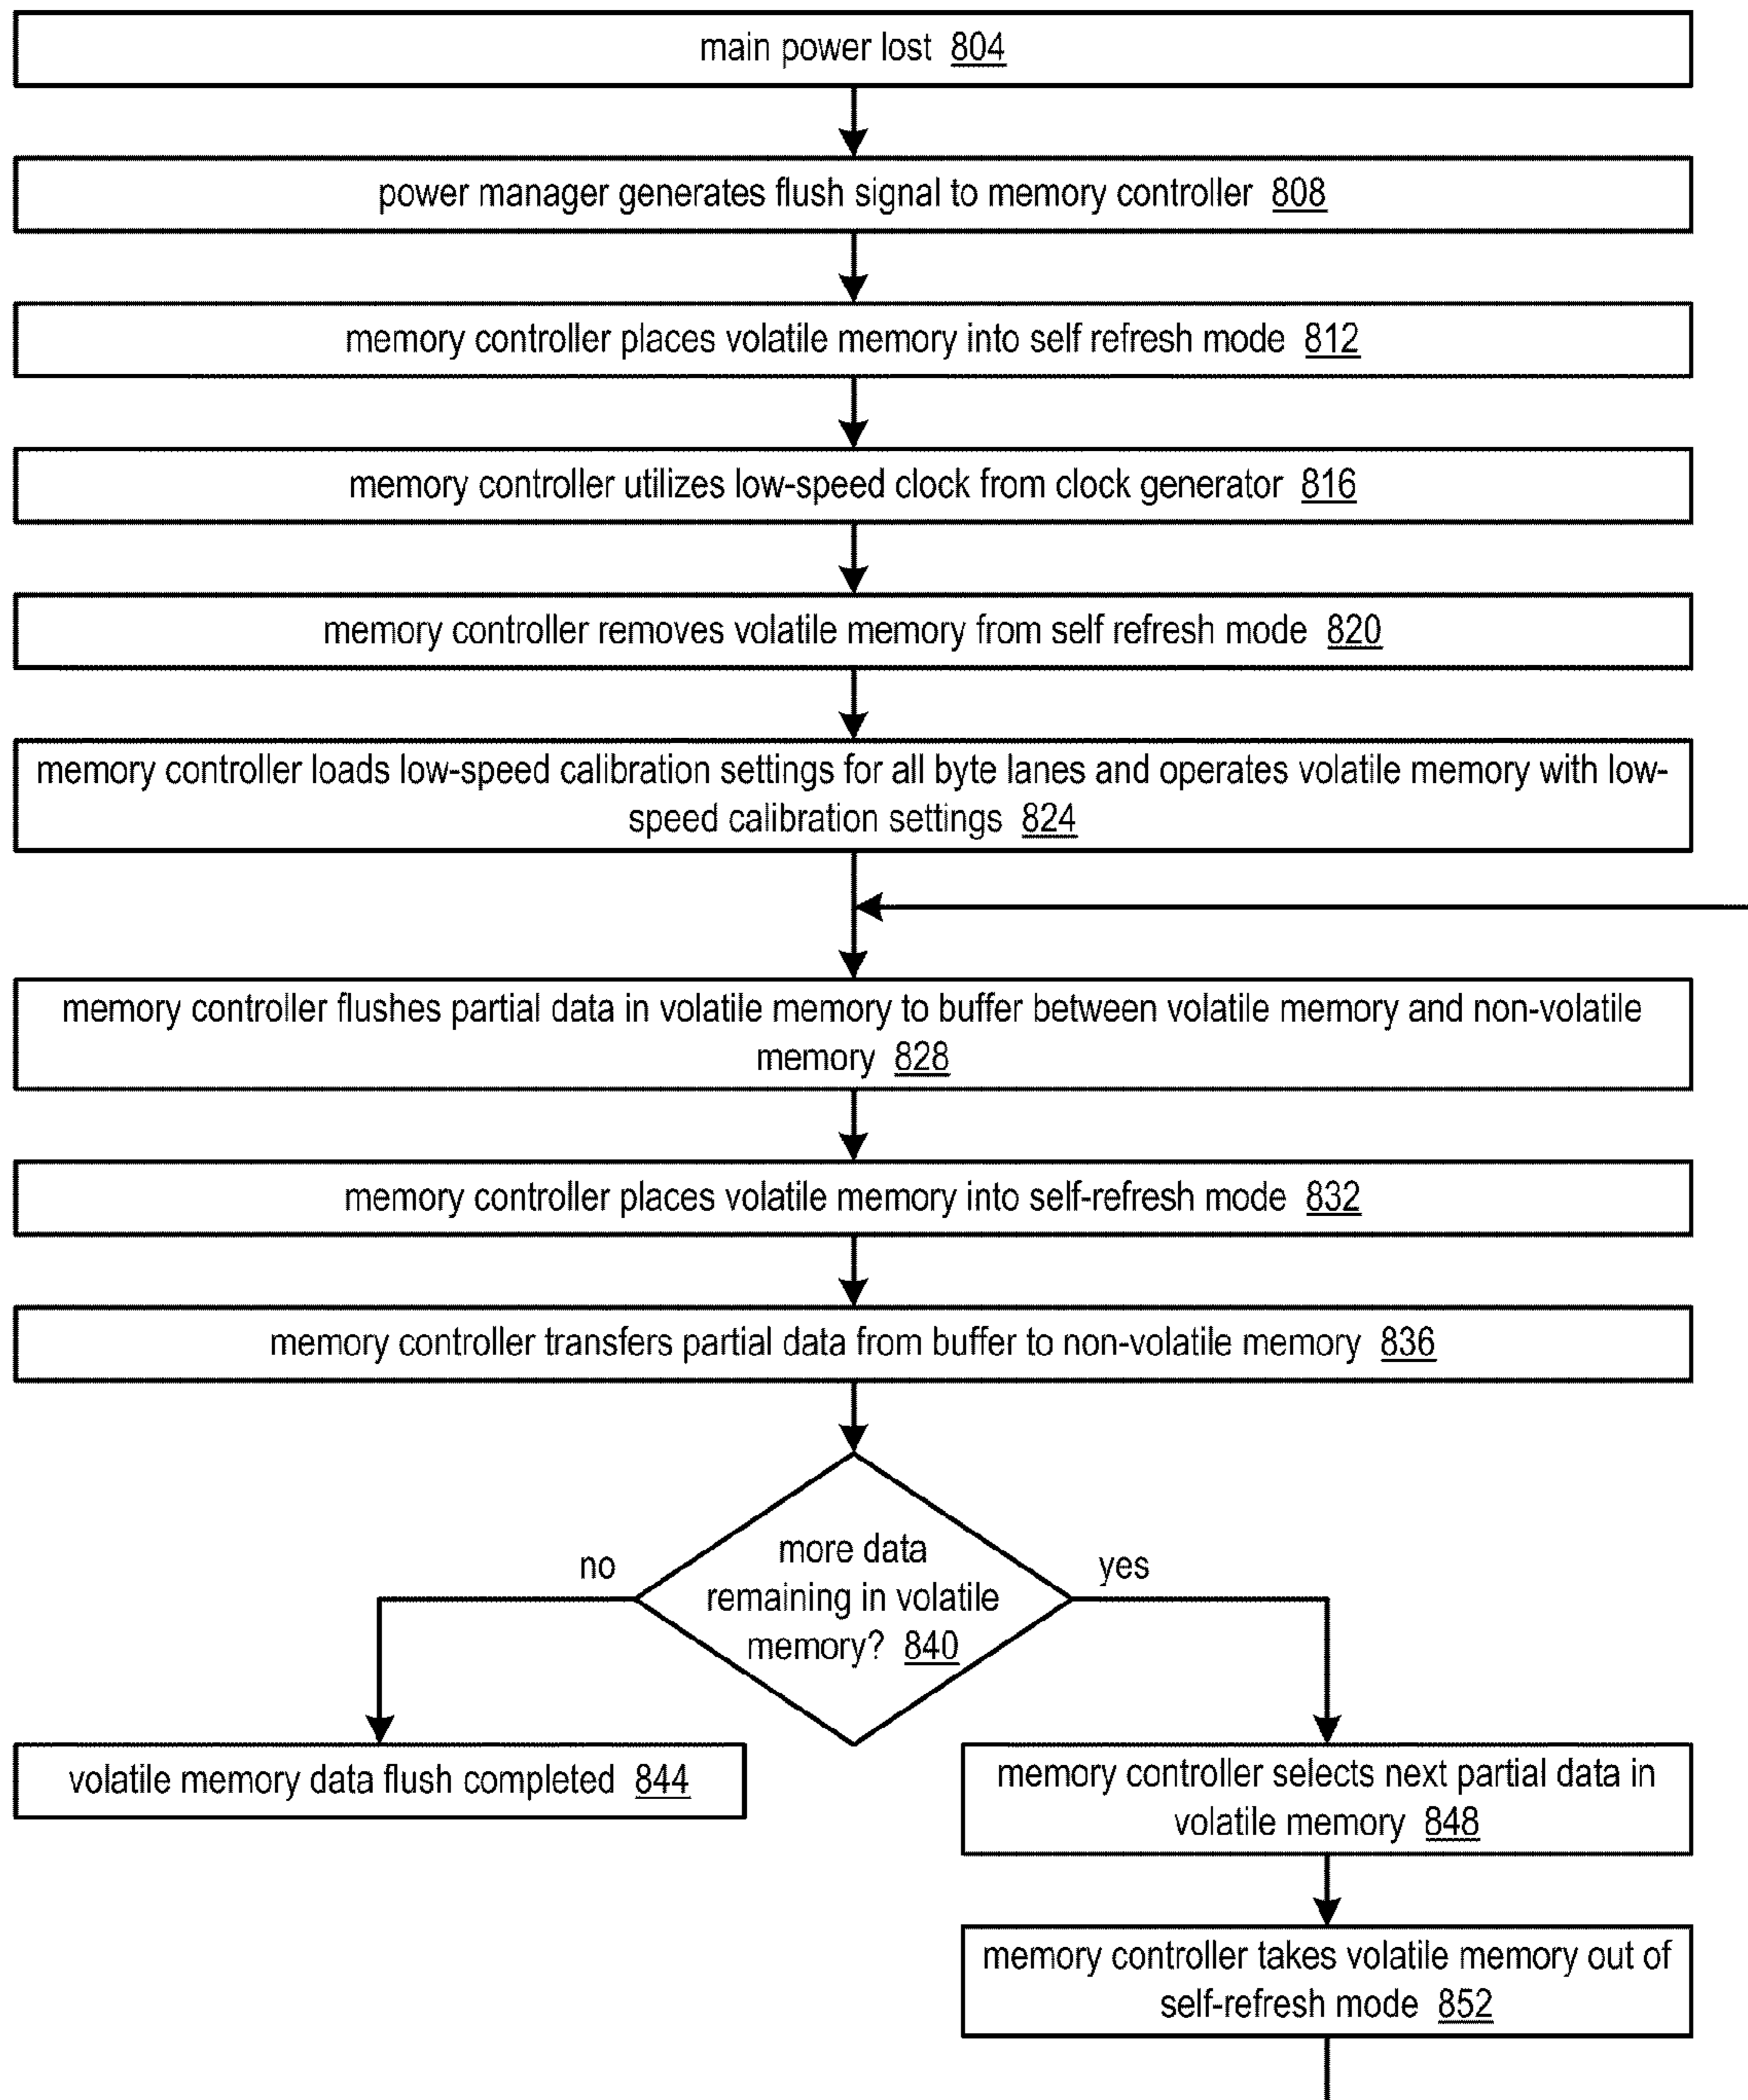 main power lost 804
power manager generates flush signal to memory controller 808
memory controller places volatile memory into self refresh mode 812
memory controller utilizes low-speed clock from clock generator 816
memory controller removes volatile memory from self refresh mode 820
memory controller loads low-speed calibration settings for all byte lanes and operates volatile memory with low-
speed calibration settings 824
memory controller flushes partial data in volatile memory to buffer between volatile memory and non-volatile
memory 828
memory controller places volatile memory into self-refresh mode 832
memory controller transfers partial data from buffer to non-volatile memory 836
more data
remaining in volatile
memory? 840
no
yes
volatile memory data flush completed 844
memory controller selects next partial data in
volatile memory 848
memory controller takes volatile memory out of
self-refresh mode 852